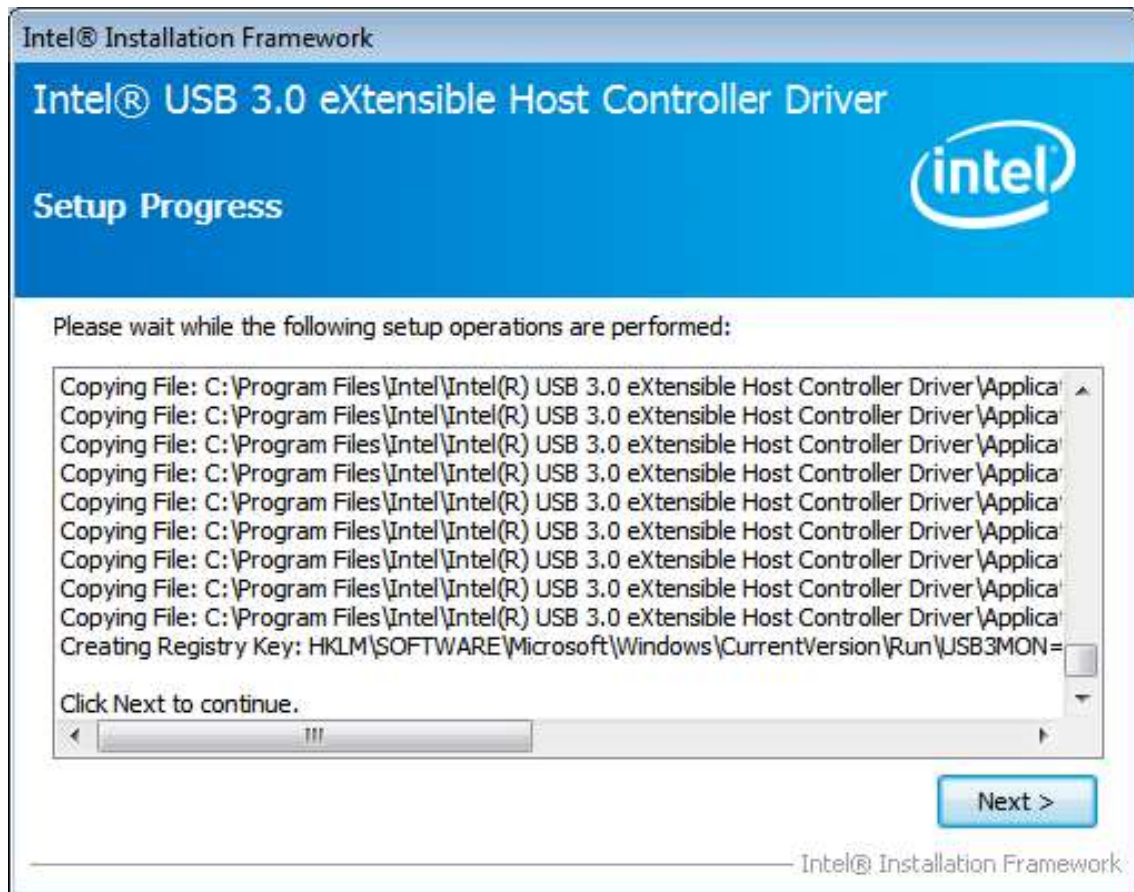 Intel® Installation Framework
Intel® USB 3.0 eXtensible Host Controller Driver
intel
Setup Progress
Please wait while the following setup operations are performed:
Copying File: C:\Program Files\Intel\Intel(R) USB 3.0 eXtensible Host Controller Driver\Applica
Copying File: C:\Program Files\Intel\Intel(R) USB 3.0 eXtensible Host Controller Driver\Applica
Copying File: C:\Program Files\Intel\Intel(R) USB 3.0 eXtensible Host Controller Driver\Applica
Copying File: C:\Program Files\Intel\Intel(R) USB 3.0 eXtensible Host Controller Driver\Applica
Copying File: C:\Program Files\Intel\Intel(R) USB 3.0 eXtensible Host Controller Driver\Applica
Copying File: C:\Program Files\Intel\Intel(R) USB 3.0 eXtensible Host Controller Driver\Applica
Copying File: C:\Program Files\Intel\Intel(R) USB 3.0 eXtensible Host Controller Driver\Applica
Copying File: C:\Program Files\Intel\Intel(R) USB 3.0 eXtensible Host Controller Driver\Applica
Copying File: C:\Program Files\Intel\Intel(R) USB 3.0 eXtensible Host Controller Driver\Applica
Creating Registry Key: HKLM\SOFTWARE\Microsoft\Windows\CurrentVersion\Run\USB3MON=
Click Next to continue.
Next >
Intel® Installation Framework